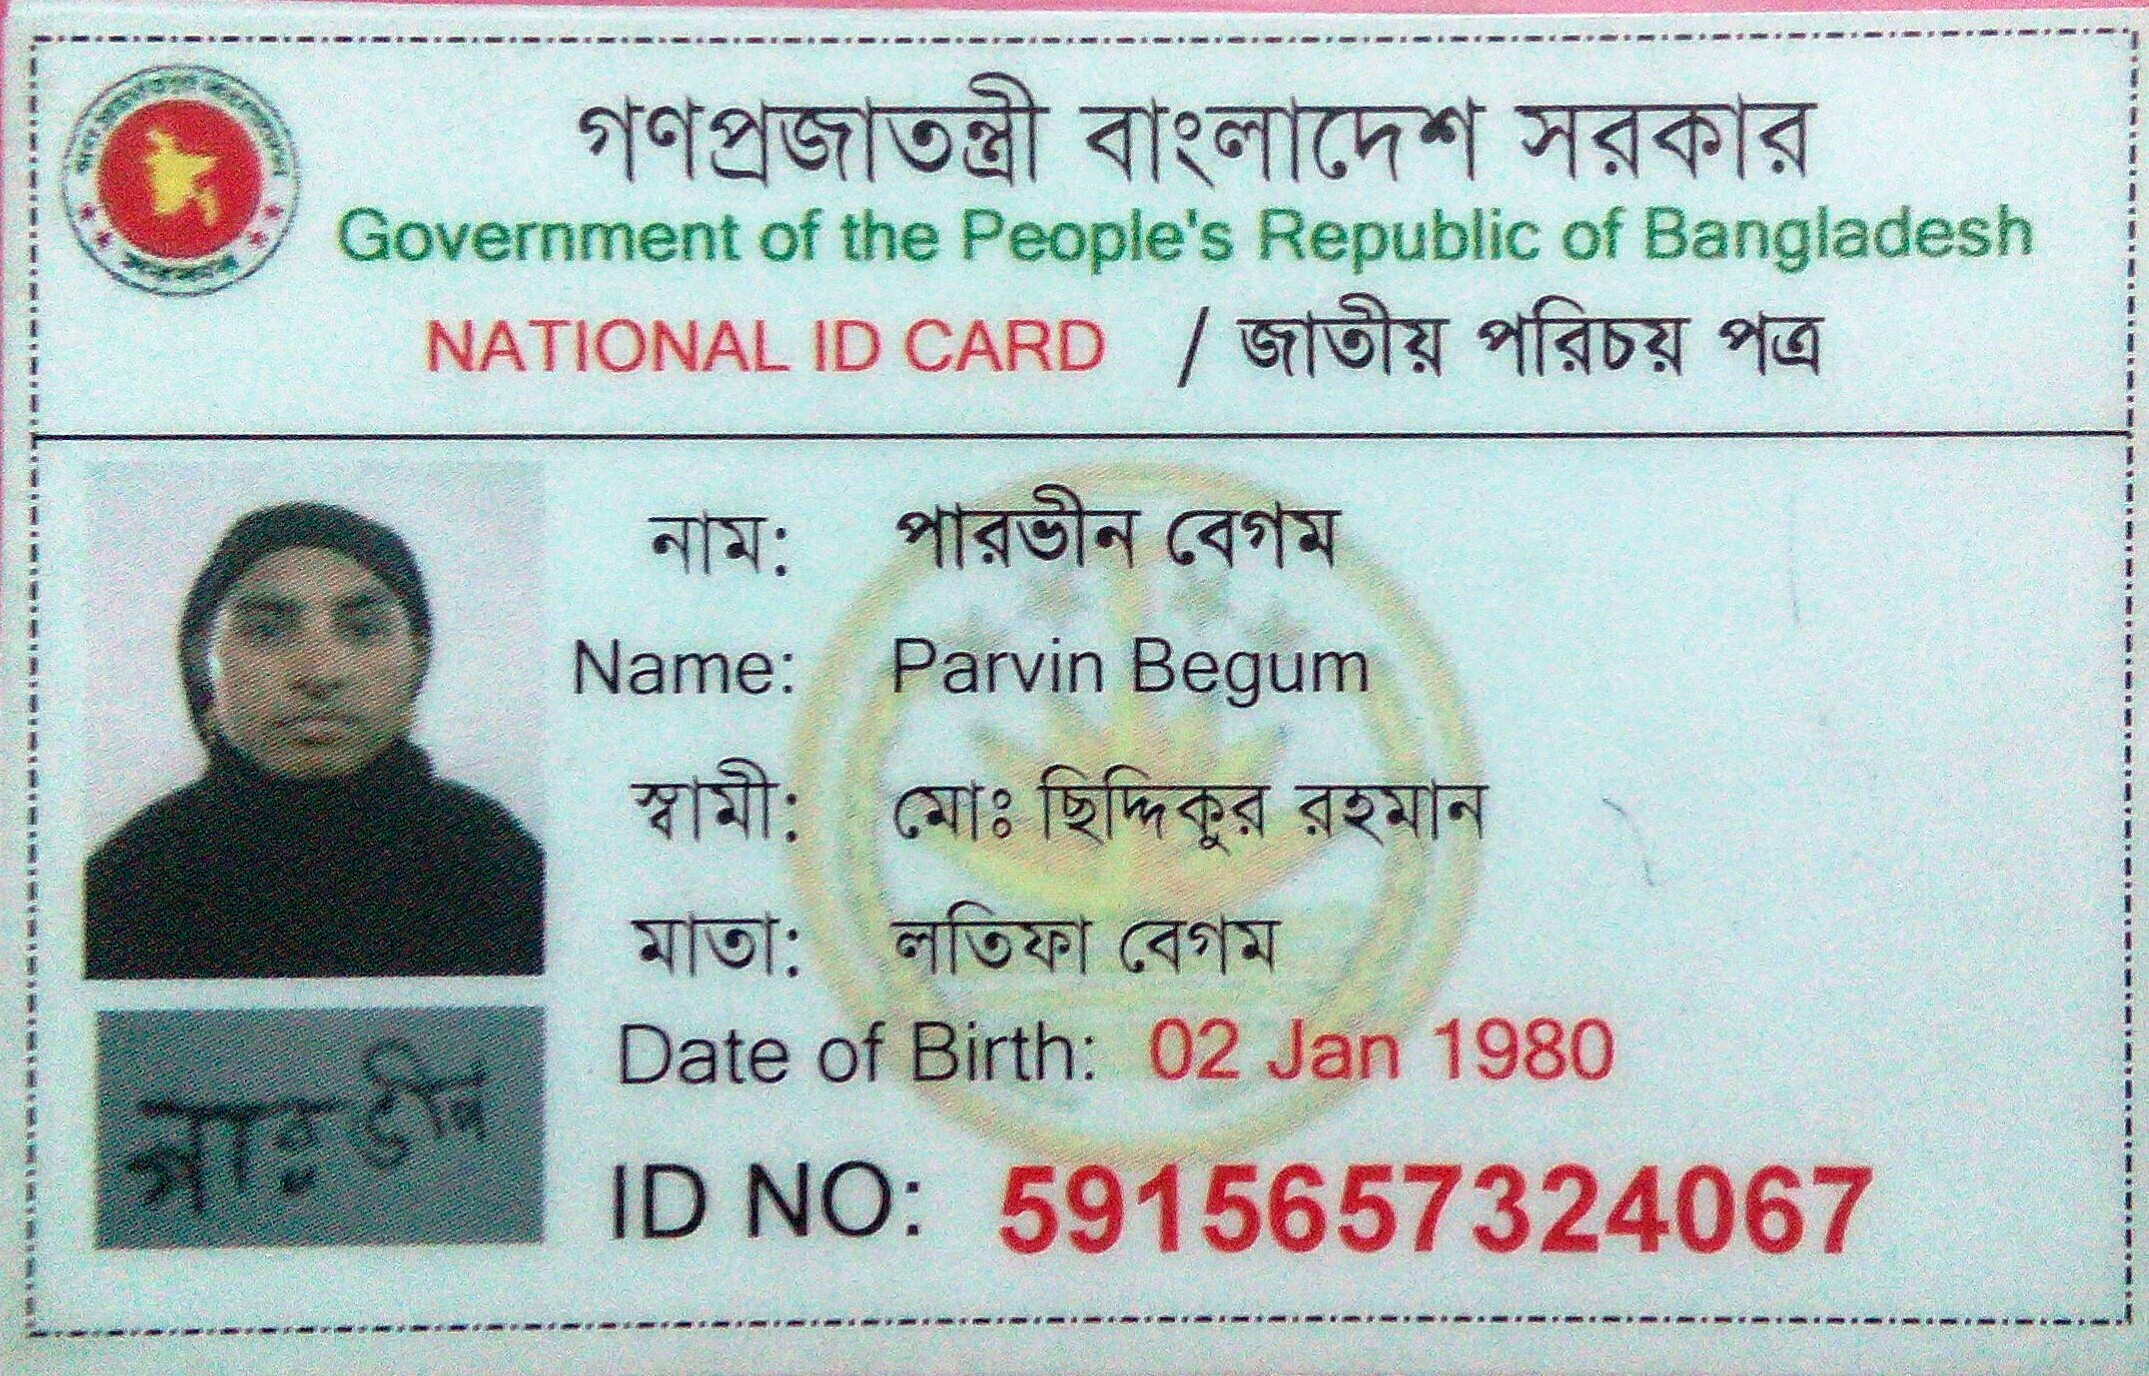 গণপ্রজাতন্ত্রী বাংলাদেশ সরকার
Government of the People's Republic of Bangladesh
NATIONAL ID CARD / জাতীয় পরিচয় পত্র
নাম: পারভীন বেগম
Name: Parvin Begum
স্বামী: মোঃ ছিদ্দিকুর রহমান
মাতা: লতিফা বেগম
Date of Birth: 02 Jan 1980
পারভীন
ID NO: 5915657324067